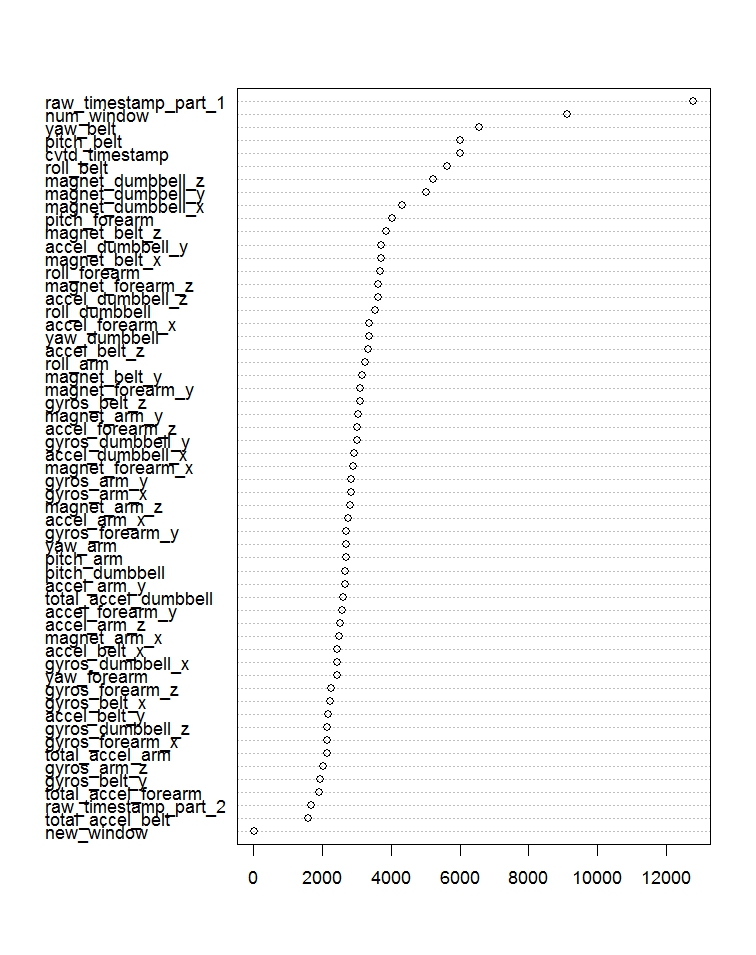 raw_timestamp_part_1
num_window
yaw_belt
pitch_belt
cvtd_timestamp
roll_belt
magnet_dumbbell_z
magnet_dumbbell_y
magnet_dumbbell_x
pitch_forearm
magnet_belt_z
accel_dumbbell_y
magnet_belt_x
roll_forearm
magnet_forearm_z
accel_dumbbell_z
roll_dumbbell
accel_forearm_x
yaw_dumbbell
accel_belt_z
roll_arm
magnet_belt_y
magnet_forearm_y
gyros_belt_z
magnet_arm_y
accel_forearm_z
gyros_dumbbell_y
accel_dumbbell_x
magnet_forearm_x
gyros_arm_y
gyros_arm_x
magnet_arm_z
accel_arm_x
gyros_forearm_y
yaw_arm
pitch_arm
pitch_dumbbell
accel_arm_y
total_accel_dumbbell
accel_forearm_y
accel_arm_z
magnet_arm_x
accel_belt_x
gyros_dumbbell_x
yaw_forearm
gyros_forearm_z
gyros_belt_x
accel_belt_y
gyros_dumbbell_z
gyros_forearm_x
total_accel_arm
gyros_arm_z
gyros_belt_y
total_accel_forearm
raw_timestamp_part_2
total_accel_belt
new_window
0 2000 4000 6000 8000 10000 12000